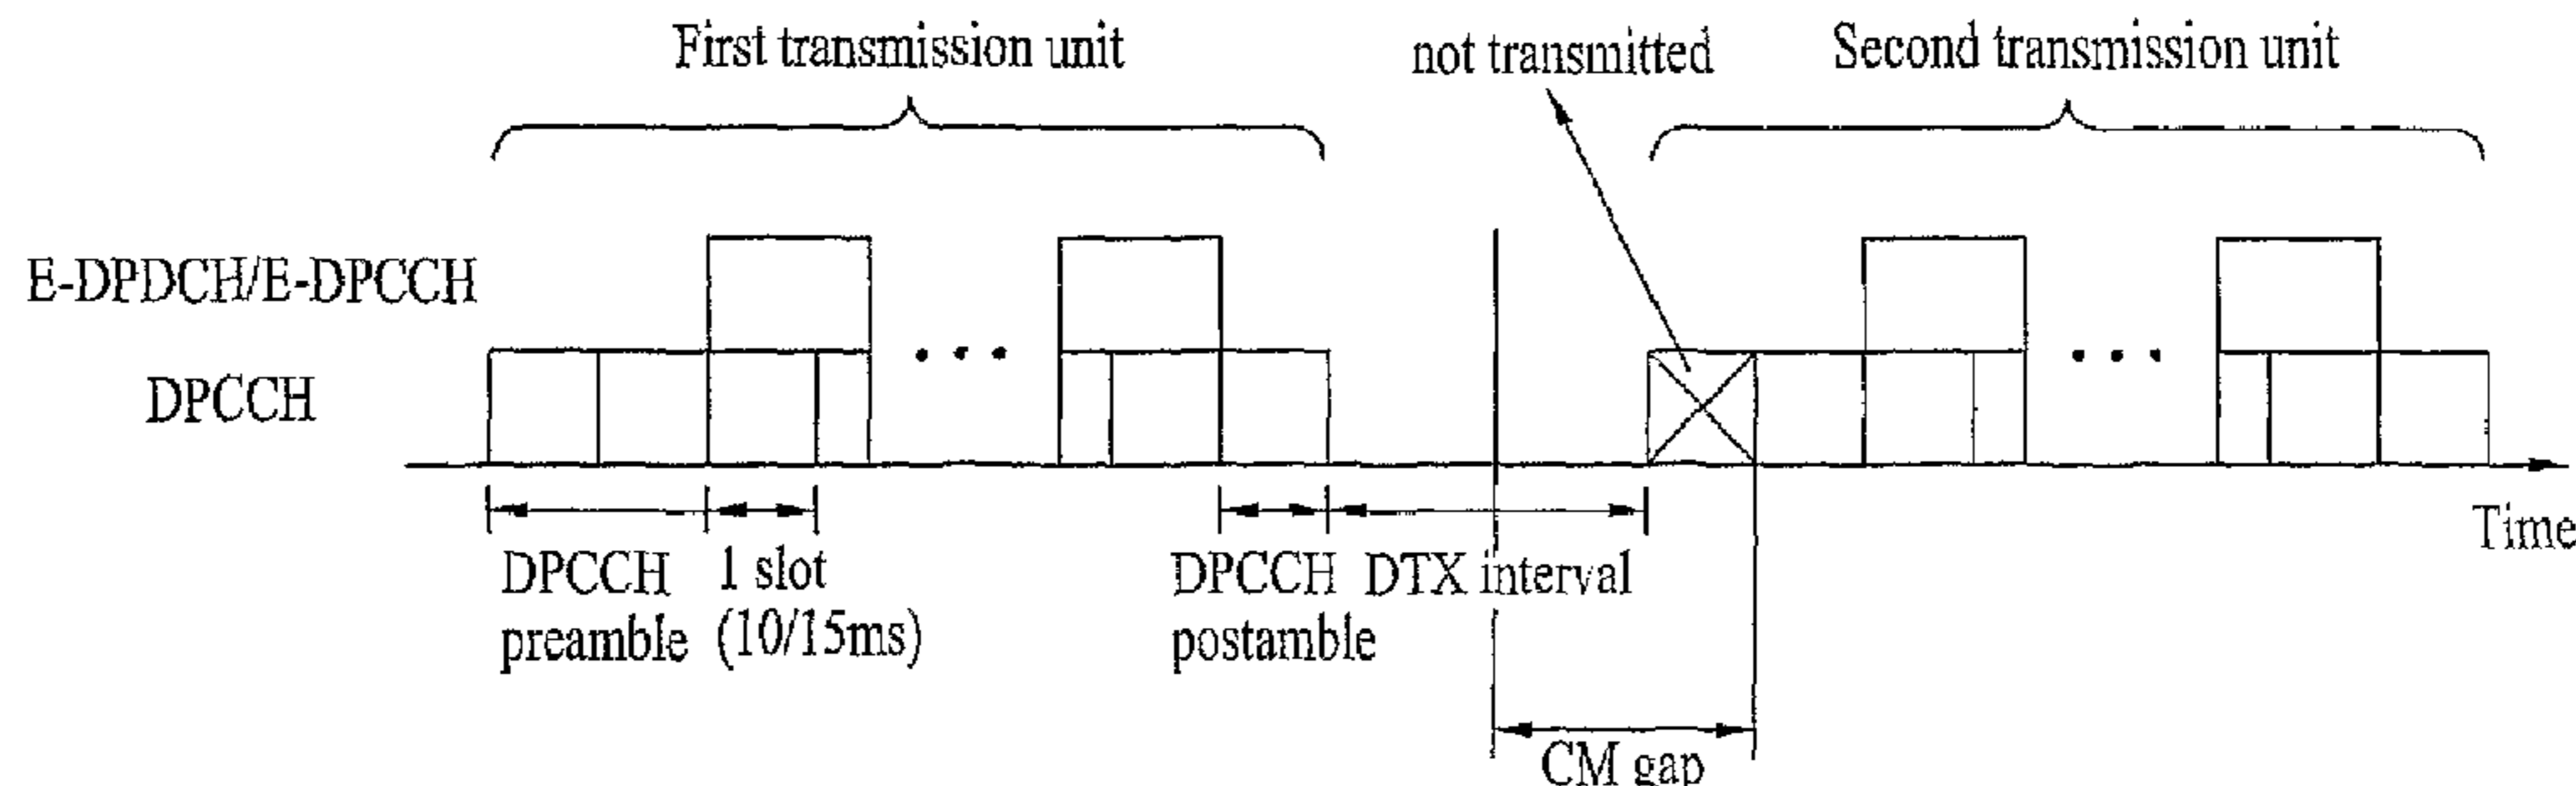 First transmission unit
not transmitted
Second transmission unit
E-DPDCH/E-DPCCH
DPCCH
Time
DPCCH
preamble
1 slot
(10/15ms)
DPCCH
postamble
DTX interval
CM gap